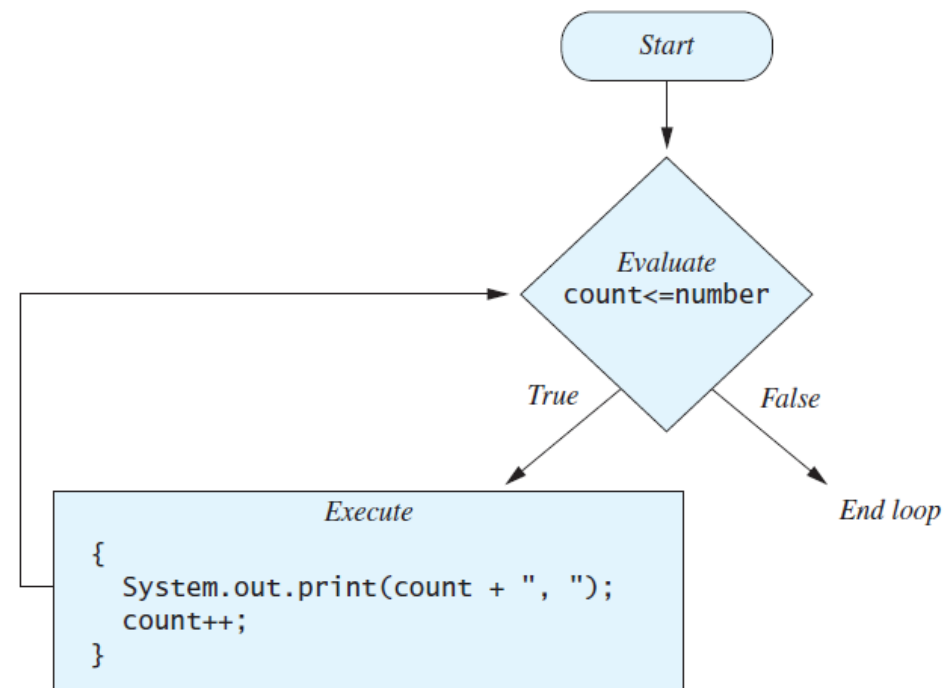 Start
Evaluate
count<=number
True
False
End loop
Execute
{
System.out.print(count + ", ");
count++;
}